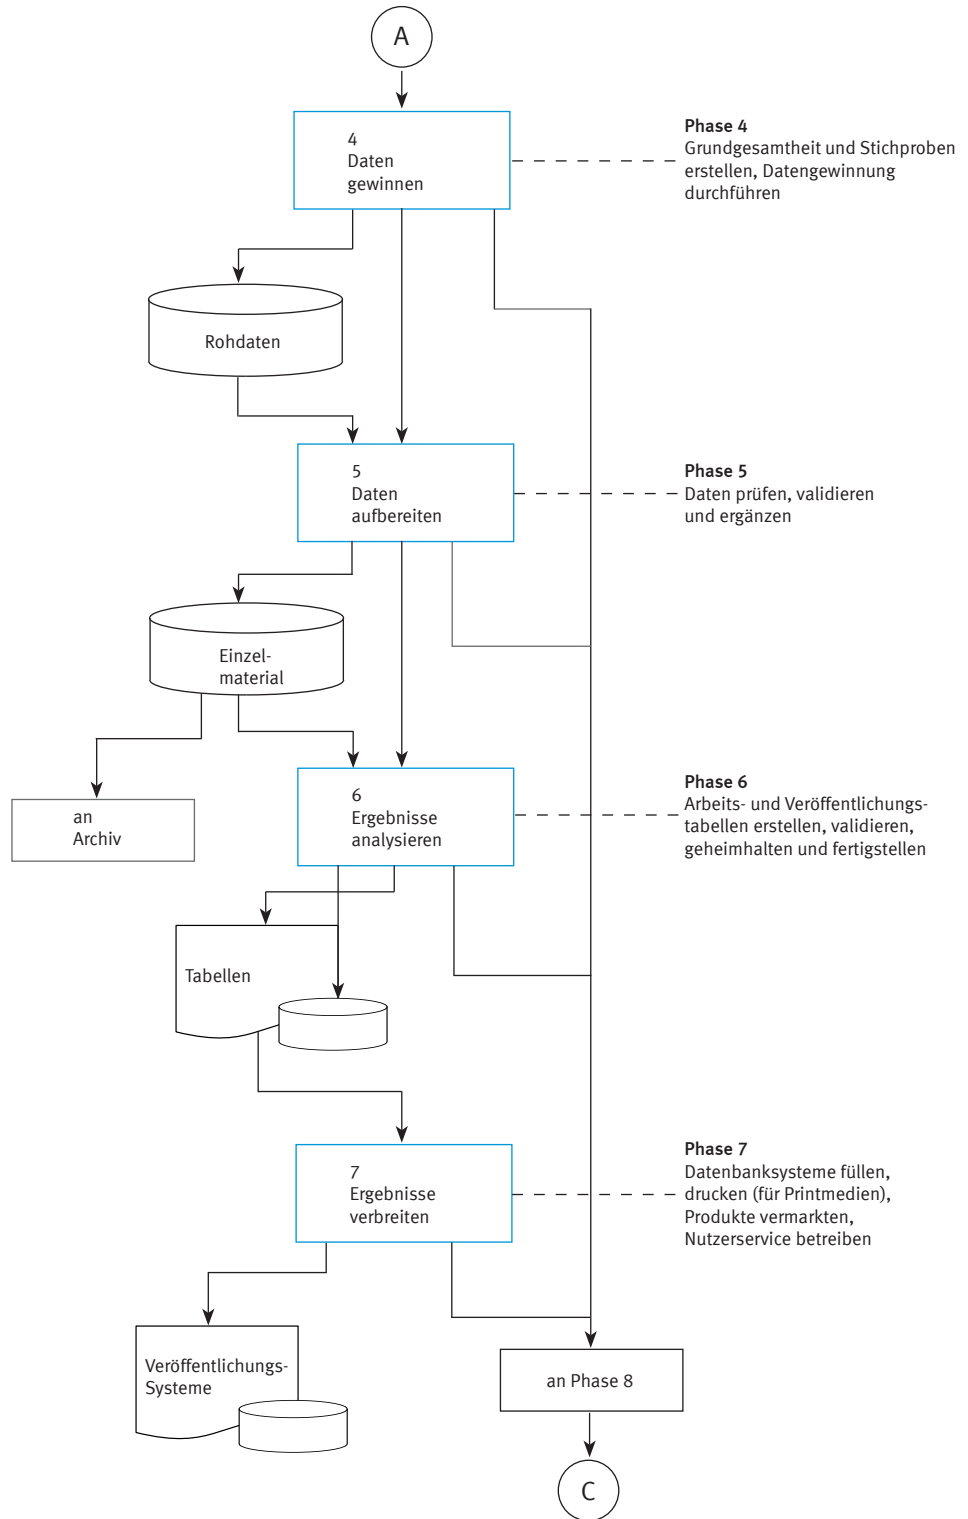 A
4
Daten
gewinnen
Phase 4
Grundgesamtheit und Stichproben
erstellen, Datengewinnung
durchführen
Rohdaten
5
Daten
aufbereiten
Phase 5
Daten prüfen, validieren
und ergänzen
Einzel-
material
an
Archiv
6
Ergebnisse
analysieren
Phase 6
Arbeits- und Veröffentlichungs-
tabellen erstellen, validieren,
geheimhalten und fertigstellen
Tabellen
7
Ergebnisse
verbreiten
Phase 7
Datenbanksysteme füllen,
drucken (für Printmedien),
Produkte vermarkten,
Nutzerservice betreiben
Veröffentlichungs-
Systeme
an Phase 8
C